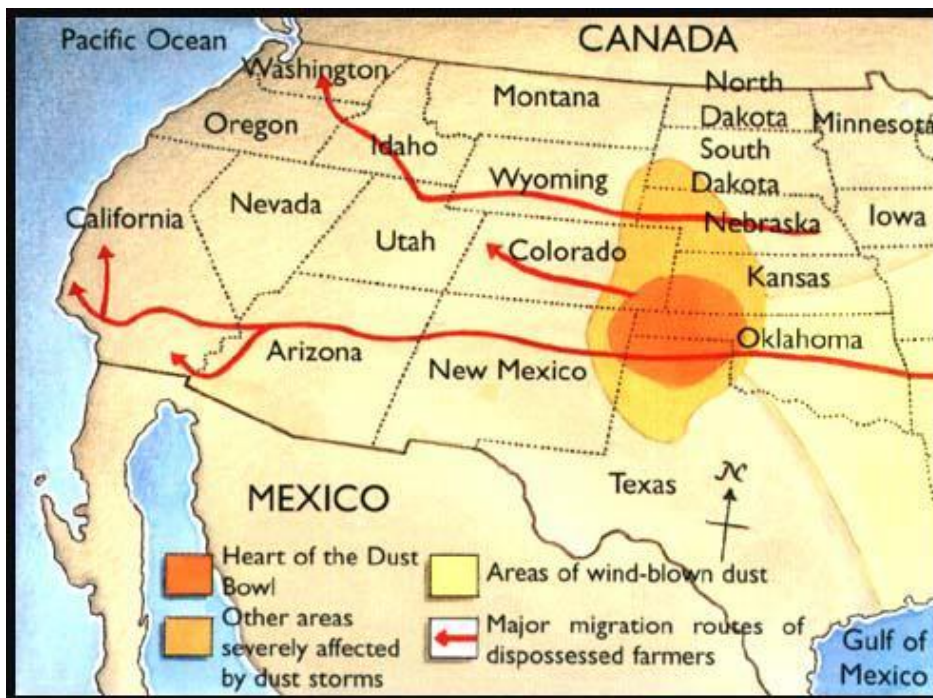 Pacific Ocean
CANADA
Washington
Montana
North
Dakota
Minnesota
Oregon
Idaho
South
Dakota
Wyoming
Nevada
California
Nebraska
Iowa
Utah
Colorado
Kansas
Arizona
Oklahoma
New Mexico
Texas
N
MEXICO
Heart of the Dust
Bowl
Other areas
severely affected
by dust storms
Areas of wind-blown dust
Major migration routes of
dispossessed farmers
Gulf of
Mexico